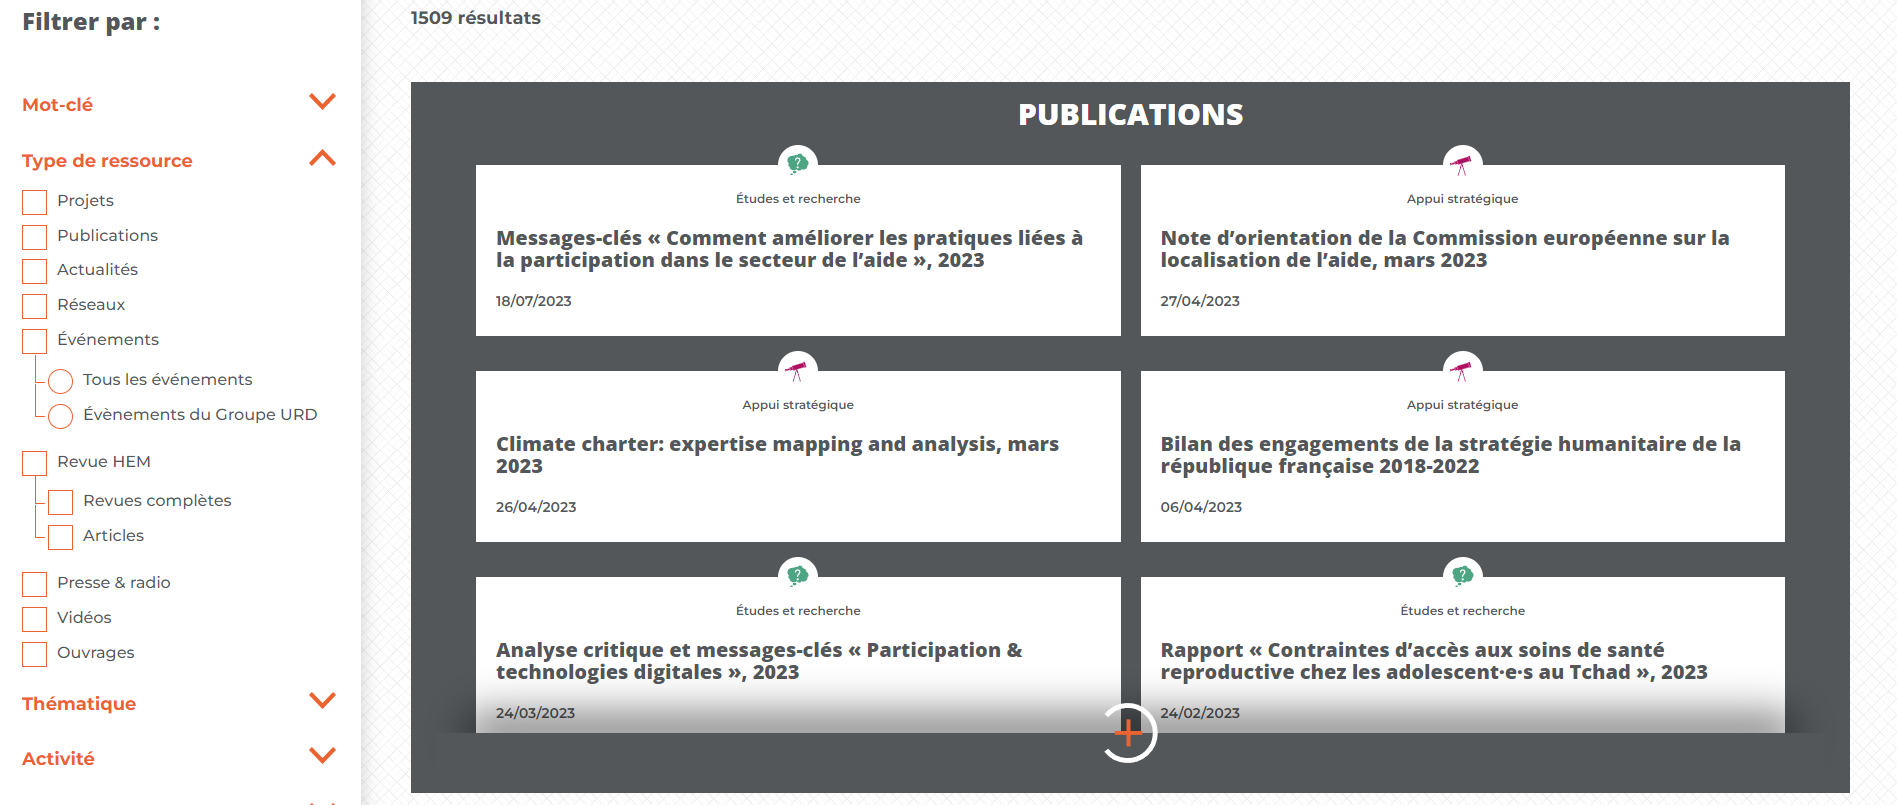 Filtrer par :
Mot-clé
Type de ressource
Projets
Publications
Actualités
Réseaux
Événements
Tous les événements
Évènements du Groupe URD
Revue HEM
Revues complètes
Articles
Presse & radio
Vidéos
Ouvrages
Thématique
Activité
1509 résultats
PUBLICATIONS
Études et recherche
Messages-clés « Comment améliorer les pratiques liées à
la participation dans le secteur de l’aide », 2023
18/07/2023
Appui stratégique
Note d’orientation de la Commission européenne sur la
localisation de l’aide, mars 2023
27/04/2023
Appui stratégique
Climate charter: expertise mapping and analysis, mars
2023
26/04/2023
Appui stratégique
Bilan des engagements de la stratégie humanitaire de la
république française 2018-2022
06/04/2023
Études et recherche
Analyse critique et messages-clés « Participation &
technologies digitales », 2023
24/03/2023
Études et recherche
Rapport « Contraintes d’accès aux soins de santé
reproductive chez les adolescent·e·s au Tchad », 2023
24/02/2023